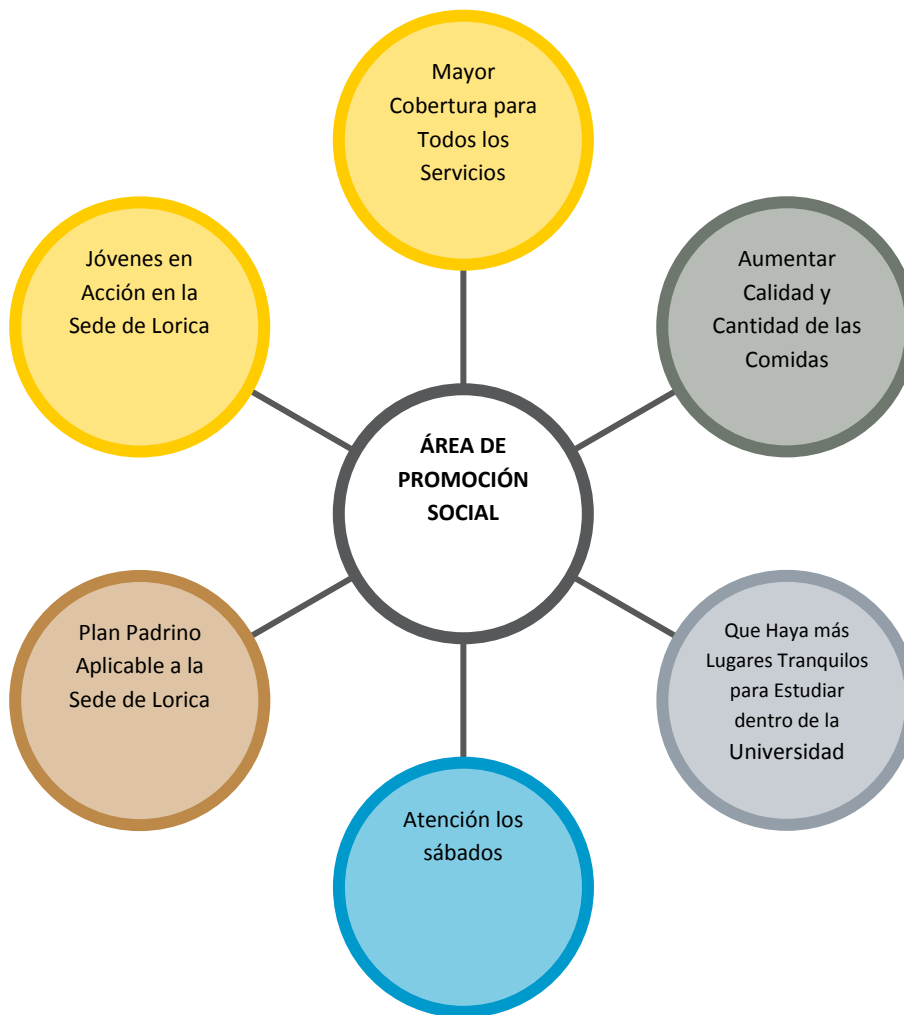 Mayor
Cobertura para
Todos los
Servicios
Jóvenes en
Acción en la
Sede de Lorica
Aumentar
Calidad y
Cantidad de las
Comidas
ÁREA DE
PROMOCIÓN
SOCIAL
Plan Padrino
Aplicable a la
Sede de Lorica
Que Haya más
Lugares Tranquilos
para Estudiar
dentro de la
Universidad
Atención los
sábados